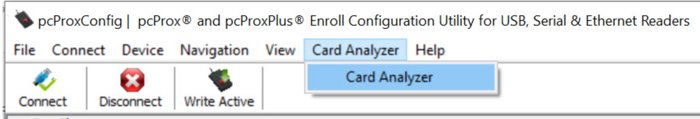 pcProxConfig | pcProx® and pcProxPlus® Enroll Configuration Utility for USB, Serial & Ethernet Readers
File Connect Device Navigation View Card Analyzer Help
Card Analyzer
Connect Disconnect Write Active